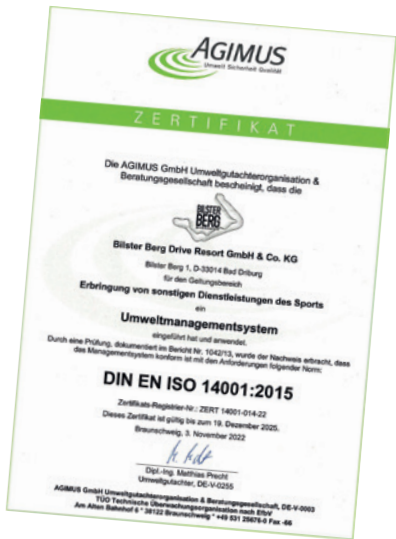 AGIMUS
Umwelt Sicherheit Qualität
ZERTIFIKAT
Die AGIMUS GmbH Umweltgutachterorganisation &
Beratungsgesellschaft bescheinigt, dass die
BILSTER
BERG
Bilster Berg Drive Resort GmbH & Co. KG
Bilster Berg 1, D-33014 Bad Driburg
für den Geltungsbereich
Erbringung von sonstigen Dienstleistungen des Sports
ein
Umweltmanagementsystem
eingeführt hat und anwendet.
Durch eine Prüfung, dokumentiert im Bericht Nr. 1042/13, wurde der Nachweis erbracht, dass
das Managementsystem konform ist mit den Anforderungen folgender Norm:
DIN EN ISO 14001:2015
Zertifikats-Registrier-Nr.: ZERT 14001-014-22
Dieses Zertifikat ist gültig bis zum 19. Dezember 2025.
Braunschweig, 3. November 2022
Dipl.-Ing. Matthias Precht
Umweltgutachter, DE-V-0255
AGIMUS GmbH Umweltgutachterorganisation & Beratungsgesellschaft, DE-V-0003
TÜO Technische Überwachungsorganisation nach EfbV
Am Alten Bahnhof 6 * 38122 Braunschweig * +49 531 25676-0 Fax -66